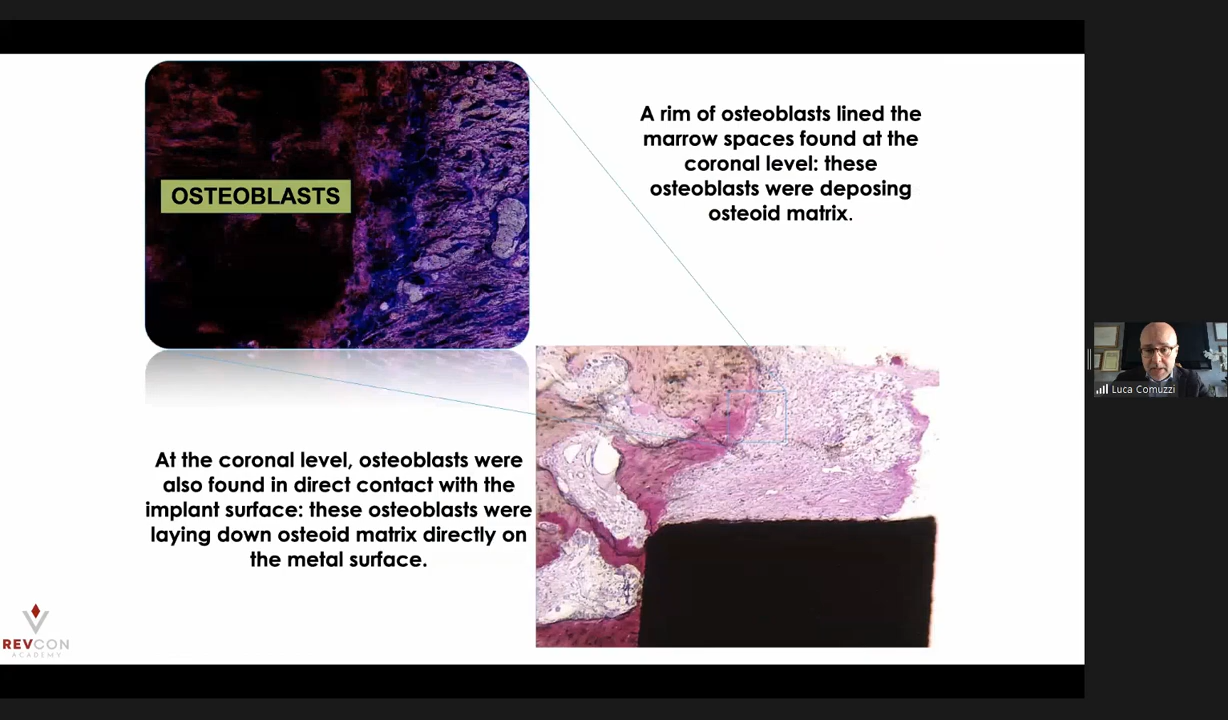 OSTEOBLASTS
A rim of osteoblasts lined the
marrow spaces found at the
coronal level: these
osteoblasts were deposing
osteoid matrix.
At the coronal level, osteoblasts were
also found in direct contact with the
implant surface: these osteoblasts were
laying down osteoid matrix directly on
the metal surface.
REVCON
ACADEMY
Luca Comuzzi